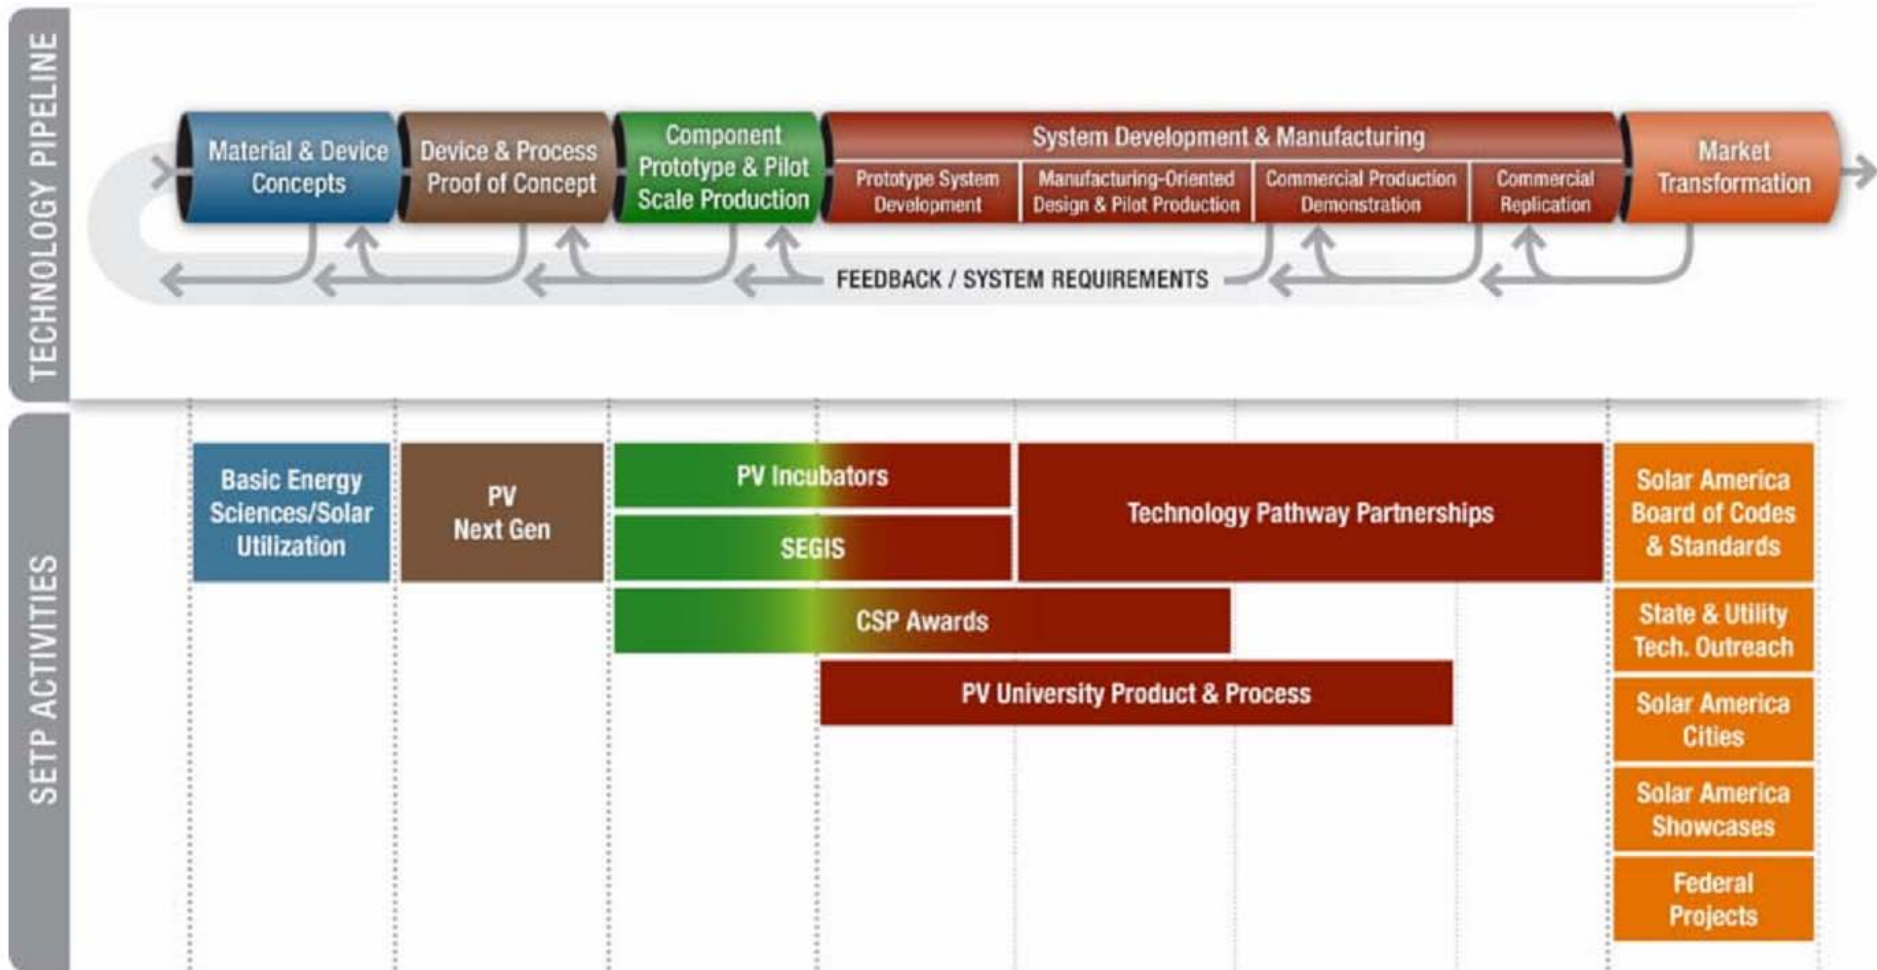 TECHNOLOGY PIPELINE
Material & Device
Concepts
Device & Process
Proof of Concept
Component
Prototype & Pilot
Scale Production
System Development & Manufacturing
Prototype System
Development
Manufacturing-Oriented
Design & Pilot Production
Commercial Production
Demonstration
Commercial
Replication
Market
Transformation
FEEDBACK / SYSTEM REQUIREMENTS
SETP ACTIVITIES
Basic Energy
Sciences/Solar
Utilization
PV
Next Gen
PV Incubators
SEGIS
CSP Awards
PV University Product & Process
Technology Pathway Partnerships
Solar America
Board of Codes
& Standards
State & Utility
Tech. Outreach
Solar America
Cities
Solar America
Showcases
Federal
Projects